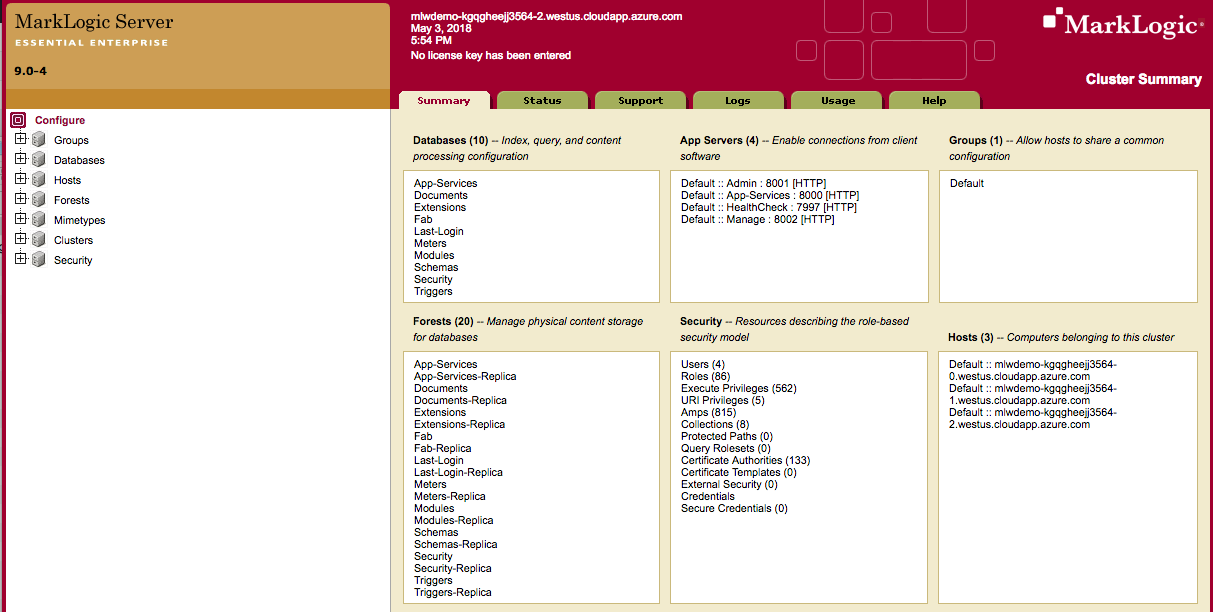 MarkLogic Server
ESSENTIAL ENTERPRISE
9.0-4
mlwdemo-kgqgheejj3564-2.westus.cloudapp.azure.com
May 3, 2018
5:54 PM
No license key has been entered
MarkLogic
Cluster Summary
Summary
Status
Support
Logs
Usage
Help
Configure
Groups
Databases
Hosts
Forests
Mimetypes
Clusters
Security
Databases (10) -- Index, query, and content
processing configuration
App-Services
Documents
Extensions
Fab
Last-Login
Meters
Modules
Schemas
Security
Triggers
App Servers (4) -- Enable connections from client
software
Default :: Admin : 8001 [HTTP]
Default :: App-Services : 8000 [HTTP]
Default :: HealthCheck : 7997 [HTTP]
Default :: Manage : 8002 [HTTP]
Groups (1) -- Allow hosts to share a common
configuration
Default
Forests (20) -- Manage physical content storage
for databases
App-Services
App-Services-Replica
Documents
Documents-Replica
Extensions
Extensions-Replica
Fab
Fab-Replica
Last-Login
Last-Login-Replica
Meters
Meters-Replica
Modules
Modules-Replica
Schemas
Schemas-Replica
Security
Security-Replica
Triggers
Triggers-Replica
Security -- Resources describing the role-based
security model
Users (4)
Roles (86)
Execute Privileges (562)
URI Privileges (5)
Amps (815)
Collections (8)
Protected Paths (0)
Query Rolesets (0)
Certificate Authorities (133)
Certificate Templates (0)
External Security (0)
Credentials
Secure Credentials (0)
Hosts (3) -- Computers belonging to this cluster
Default :: mlwdemo-kgqgheejj3564-
0.westus.cloudapp.azure.com
Default :: mlwdemo-kgqgheejj3564-
1.westus.cloudapp.azure.com
Default :: mlwdemo-kgqgheejj3564-
2.westus.cloudapp.azure.com